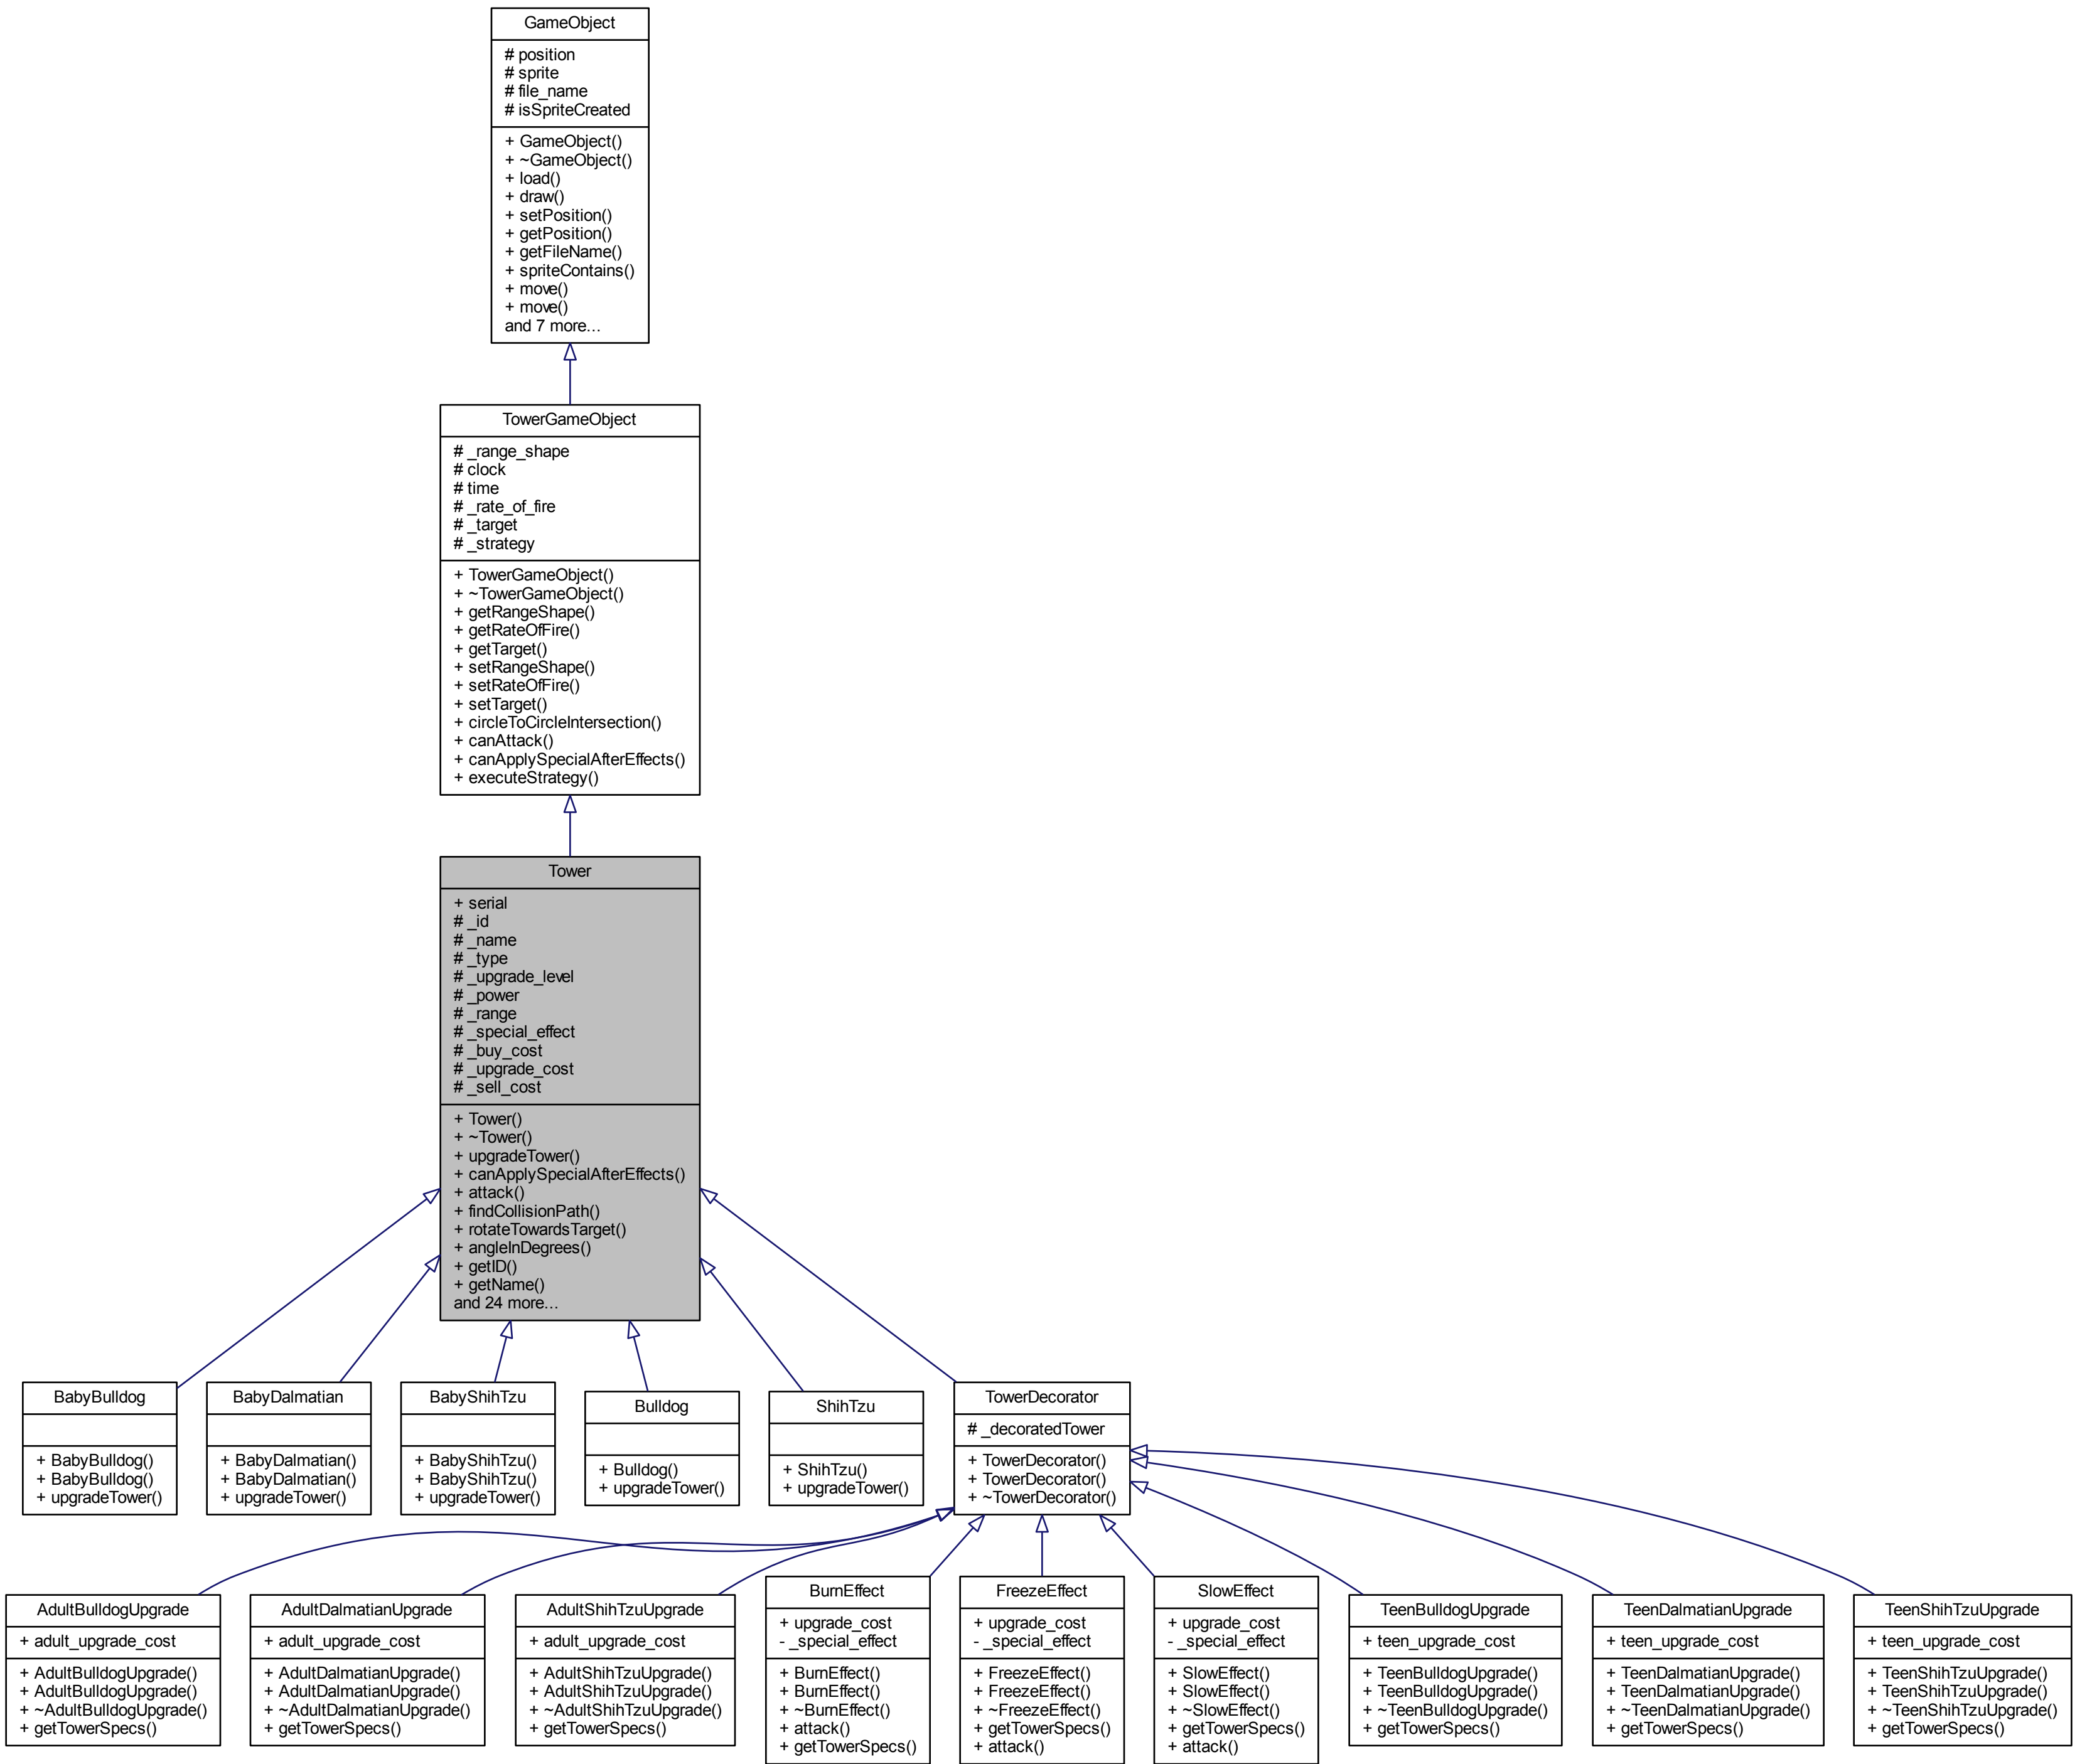 GameObject
# position
# sprite
# file_name
# isSpriteCreated
+ GameObject()
+ ~GameObject()
+ load()
+ draw()
+ setPosition()
+ getPosition()
+ getFileName()
+ spriteContains()
+ move()
+ move()
and 7 more...
TowerGameObject
# _range_shape
# clock
# time
# _rate_of_fire
# _target
# _strategy
+ TowerGameObject()
+ ~TowerGameObject()
+ getRangeShape()
+ getRateOfFire()
+ getTarget()
+ setRangeShape()
+ setRateOfFire()
+ setTarget()
+ circleToCircleIntersection()
+ canAttack()
+ canApplySpecialAfterEffects()
+ executeStrategy()
Tower
+ serial
# _id
# _name
# _type
# _upgrade_level
# _power
# _range
# _special_effect
# _buy_cost
# _upgrade_cost
# _sell_cost
+ Tower()
+ ~Tower()
+ upgradeTower()
+ canApplySpecialAfterEffects()
+ attack()
+ findCollisionPath()
+ rotateTowardsTarget()
+ angleInDegrees()
+ getID()
+ getName()
and 24 more...
BabyBulldog
+ BabyBulldog()
+ BabyBulldog()
+ upgradeTower()
BabyDalmatian
+ BabyDalmatian()
+ BabyDalmatian()
+ upgradeTower()
BabyShihTzu
+ BabyShihTzu()
+ BabyShihTzu()
+ upgradeTower()
Bulldog
+ Bulldog()
+ upgradeTower()
ShihTzu
+ ShihTzu()
+ upgradeTower()
TowerDecorator
# _decoratedTower
+ TowerDecorator()
+ TowerDecorator()
+ ~TowerDecorator()
AdultBulldogUpgrade
+ adult_upgrade_cost
+ AdultBulldogUpgrade()
+ AdultBulldogUpgrade()
+ ~AdultBulldogUpgrade()
+ getTowerSpecs()
AdultDalmatianUpgrade
+ adult_upgrade_cost
+ AdultDalmatianUpgrade()
+ AdultDalmatianUpgrade()
+ ~AdultDalmatianUpgrade()
+ getTowerSpecs()
AdultShihTzuUpgrade
+ adult_upgrade_cost
+ AdultShihTzuUpgrade()
+ AdultShihTzuUpgrade()
+ ~AdultShihTzuUpgrade()
+ getTowerSpecs()
BurnEffect
+ upgrade_cost
- _special_effect
+ BurnEffect()
+ BurnEffect()
+ ~BurnEffect()
+ attack()
+ getTowerSpecs()
FreezeEffect
+ upgrade_cost
- _special_effect
+ FreezeEffect()
+ FreezeEffect()
+ ~FreezeEffect()
+ getTowerSpecs()
+ attack()
SlowEffect
+ upgrade_cost
- _special_effect
+ SlowEffect()
+ SlowEffect()
+ ~SlowEffect()
+ getTowerSpecs()
+ attack()
TeenBulldogUpgrade
+ teen_upgrade_cost
+ TeenBulldogUpgrade()
+ TeenBulldogUpgrade()
+ ~TeenBulldogUpgrade()
+ getTowerSpecs()
TeenDalmatianUpgrade
+ teen_upgrade_cost
+ TeenDalmatianUpgrade()
+ TeenDalmatianUpgrade()
+ ~TeenDalmatianUpgrade()
+ getTowerSpecs()
TeenShihTzuUpgrade
+ teen_upgrade_cost
+ TeenShihTzuUpgrade()
+ TeenShihTzuUpgrade()
+ ~TeenShihTzuUpgrade()
+ getTowerSpecs()